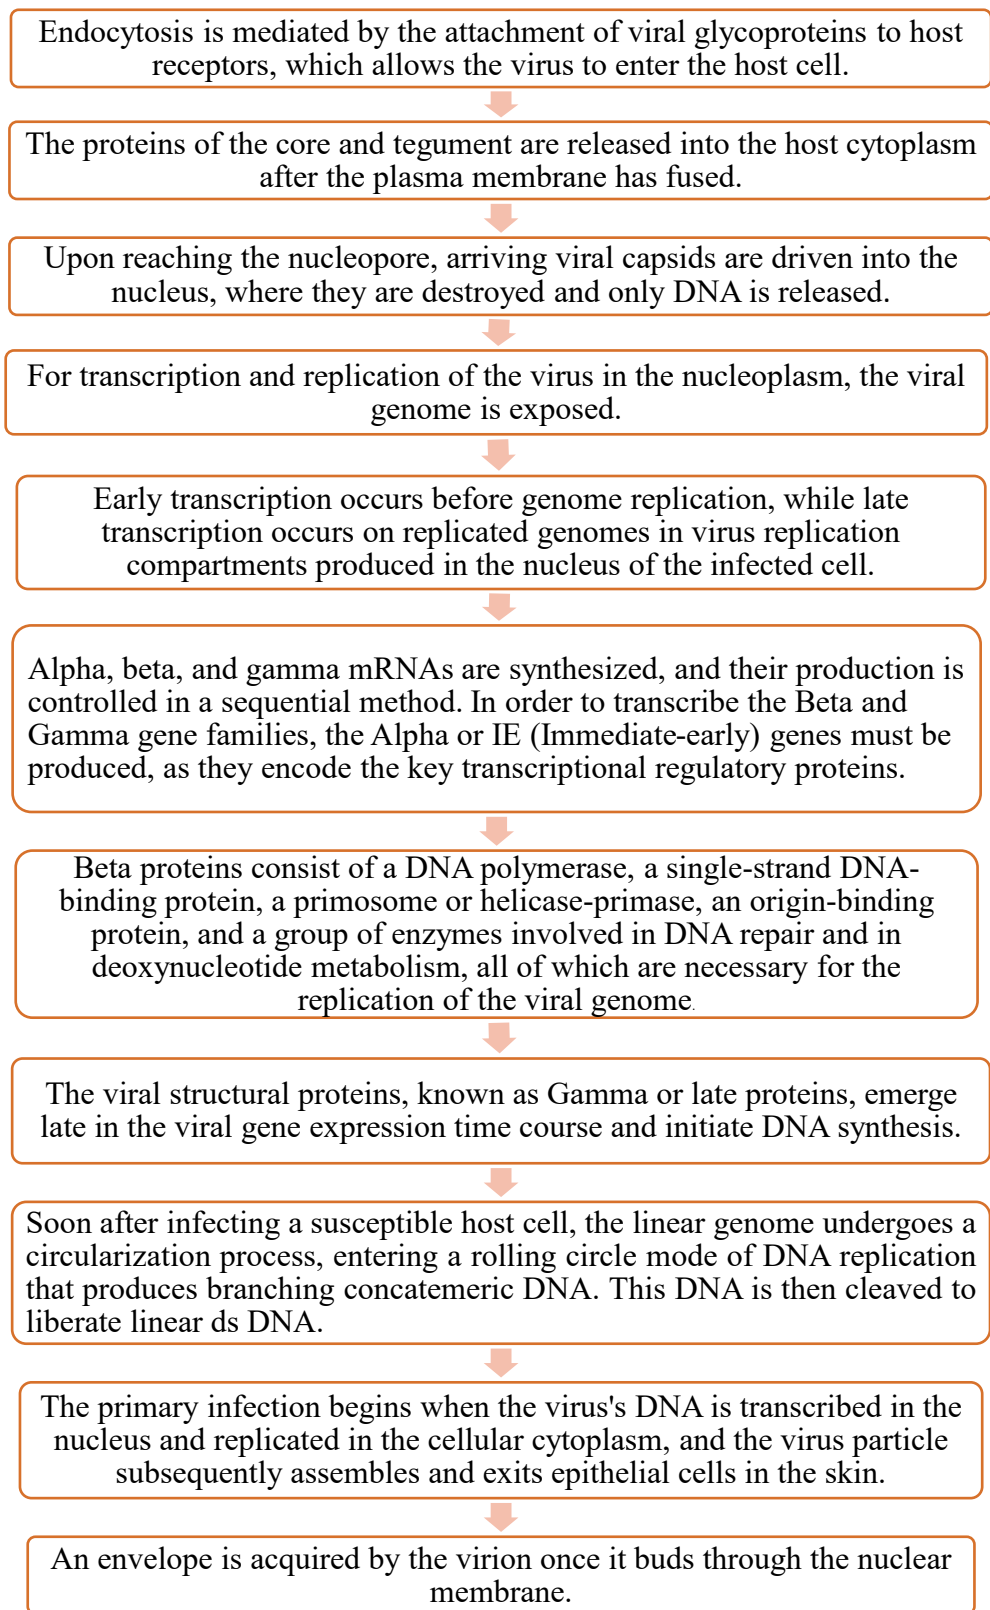 Endocytosis is mediated by the attachment of viral glycoproteins to host
receptors, which allows the virus to enter the host cell.
The proteins of the core and tegument are released into the host cytoplasm
after the plasma membrane has fused.
Upon reaching the nucleopore, arriving viral capsids are driven into the
nucleus, where they are destroyed and only DNA is released.
For transcription and replication of the virus in the nucleoplasm, the viral
genome is exposed.
Early transcription occurs before genome replication, while late
transcription occurs on replicated genomes in virus replication
compartments produced in the nucleus of the infected cell.
Alpha, beta, and gamma mRNAs are synthesized, and their production is
controlled in a sequential method. In order to transcribe the Beta and
Gamma gene families, the Alpha or IE (Immediate-early) genes must be
produced, as they encode the key transcriptional regulatory proteins.
Beta proteins consist of a DNA polymerase, a single-strand DNA-
binding protein, a primosome or helicase-primase, an origin-binding
protein, and a group of enzymes involved in DNA repair and in
deoxynucleotide metabolism, all of which are necessary for the
replication of the viral genome.
The viral structural proteins, known as Gamma or late proteins, emerge
late in the viral gene expression time course and initiate DNA synthesis.
Soon after infecting a susceptible host cell, the linear genome undergoes a
circularization process, entering a rolling circle mode of DNA replication
that produces branching concatemeric DNA. This DNA is then cleaved to
liberate linear ds DNA.
The primary infection begins when the virus's DNA is transcribed in the
nucleus and replicated in the cellular cytoplasm, and the virus particle
subsequently assembles and exits epithelial cells in the skin.
An envelope is acquired by the virion once it buds through the nuclear
membrane.